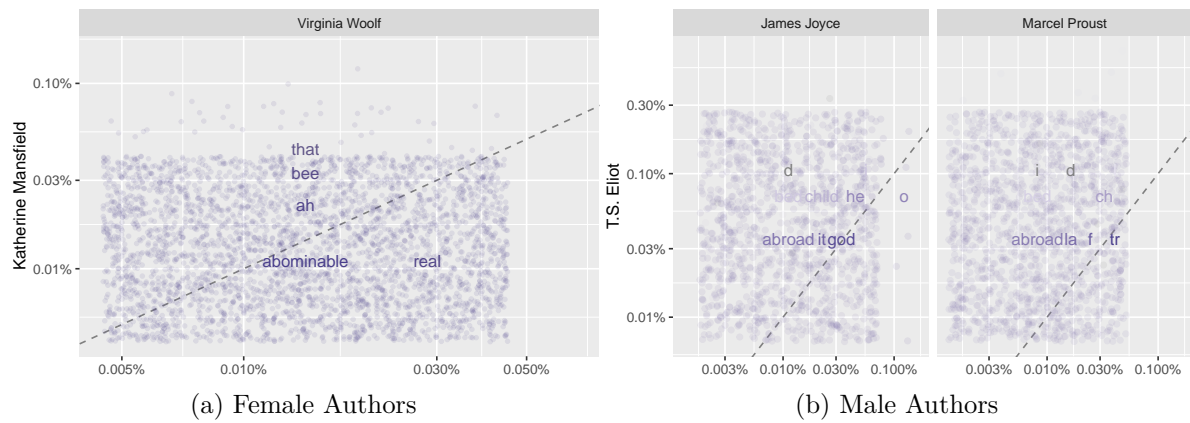 Virginia Woolf
James Joyce
Marcel Proust
Katherine Mansfield
0.10%
0.03%
0.01%
that
bee
ah
abominable
real
0.005%
0.010%
0.030%
0.050%
T.S. Eliot
0.30%
0.10%
0.03%
0.01%
d
child
he
o
abroad
it
god
0.003%
0.010%
0.030%
0.100%
i
d
ch
abroad
la
f
tr
0.003%
0.010%
0.030%
0.100%
(a) Female Authors
(b) Male Authors